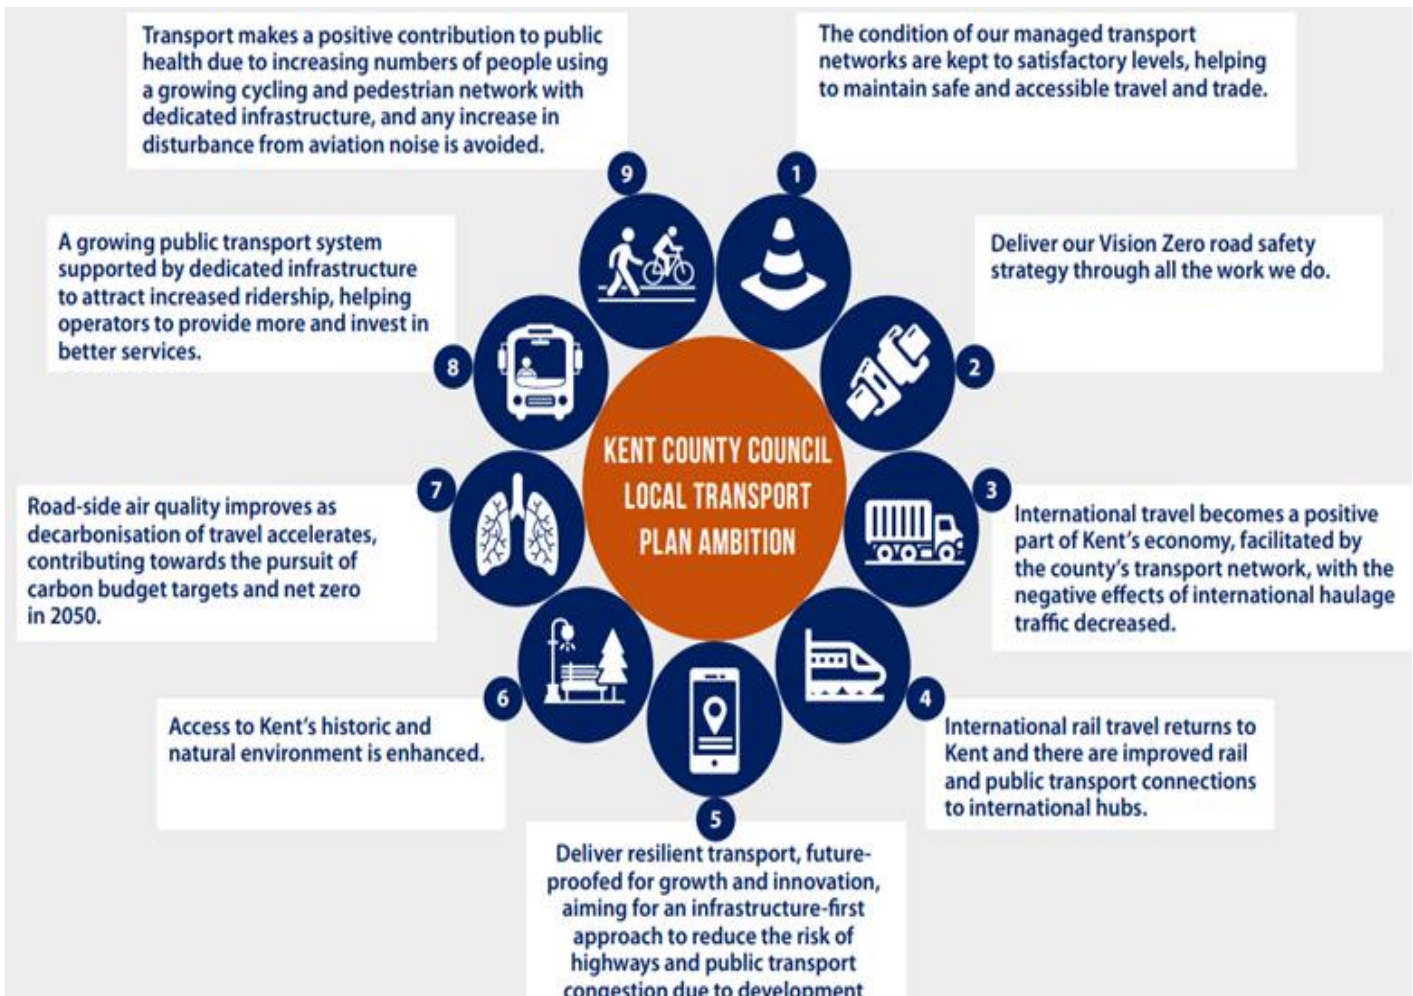 KENT COUNTY COUNCIL
LOCAL TRANSPORT
PLAN AMBITION
1
The condition of our managed transport
networks are kept to satisfactory levels, helping
to maintain safe and accessible travel and trade.
2
Deliver our Vision Zero road safety
strategy through all the work we do.
3
International travel becomes a positive
part of Kent's economy, facilitated by
the county's transport network, with the
negative effects of international haulage
traffic decreased.
4
International rail travel returns to
Kent and there are improved rail
and public transport connections
to international hubs.
5
Deliver resilient transport, future-
proofed for growth and innovation,
aiming for an infrastructure-first
approach to reduce the risk of
highways and public transport
congestion due to development
6
Access to Kent's historic and
natural environment is enhanced.
7
Road-side air quality improves as
decarbonisation of travel accelerates,
contributing towards the pursuit of
carbon budget targets and net zero
in 2050.
8
A growing public transport system
supported by dedicated infrastructure
to attract increased ridership, helping
operators to provide more and invest in
better services.
9
Transport makes a positive contribution to public
health due to increasing numbers of people using
a growing cycling and pedestrian network with
dedicated infrastructure, and any increase in
disturbance from aviation noise is avoided.